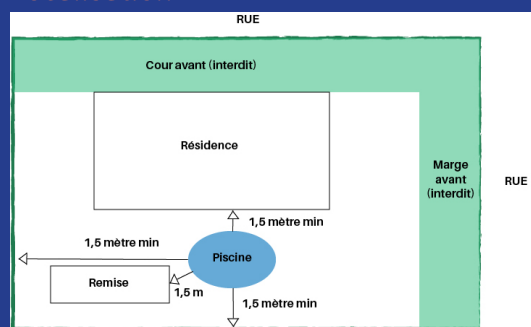 RUE
Cour avant (interdit)
Résidence
Marge
avant
(interdit)
RUE
1,5 mètre min
1,5 mètre min
Piscine
Remise
1,5 m
1,5 mètre min